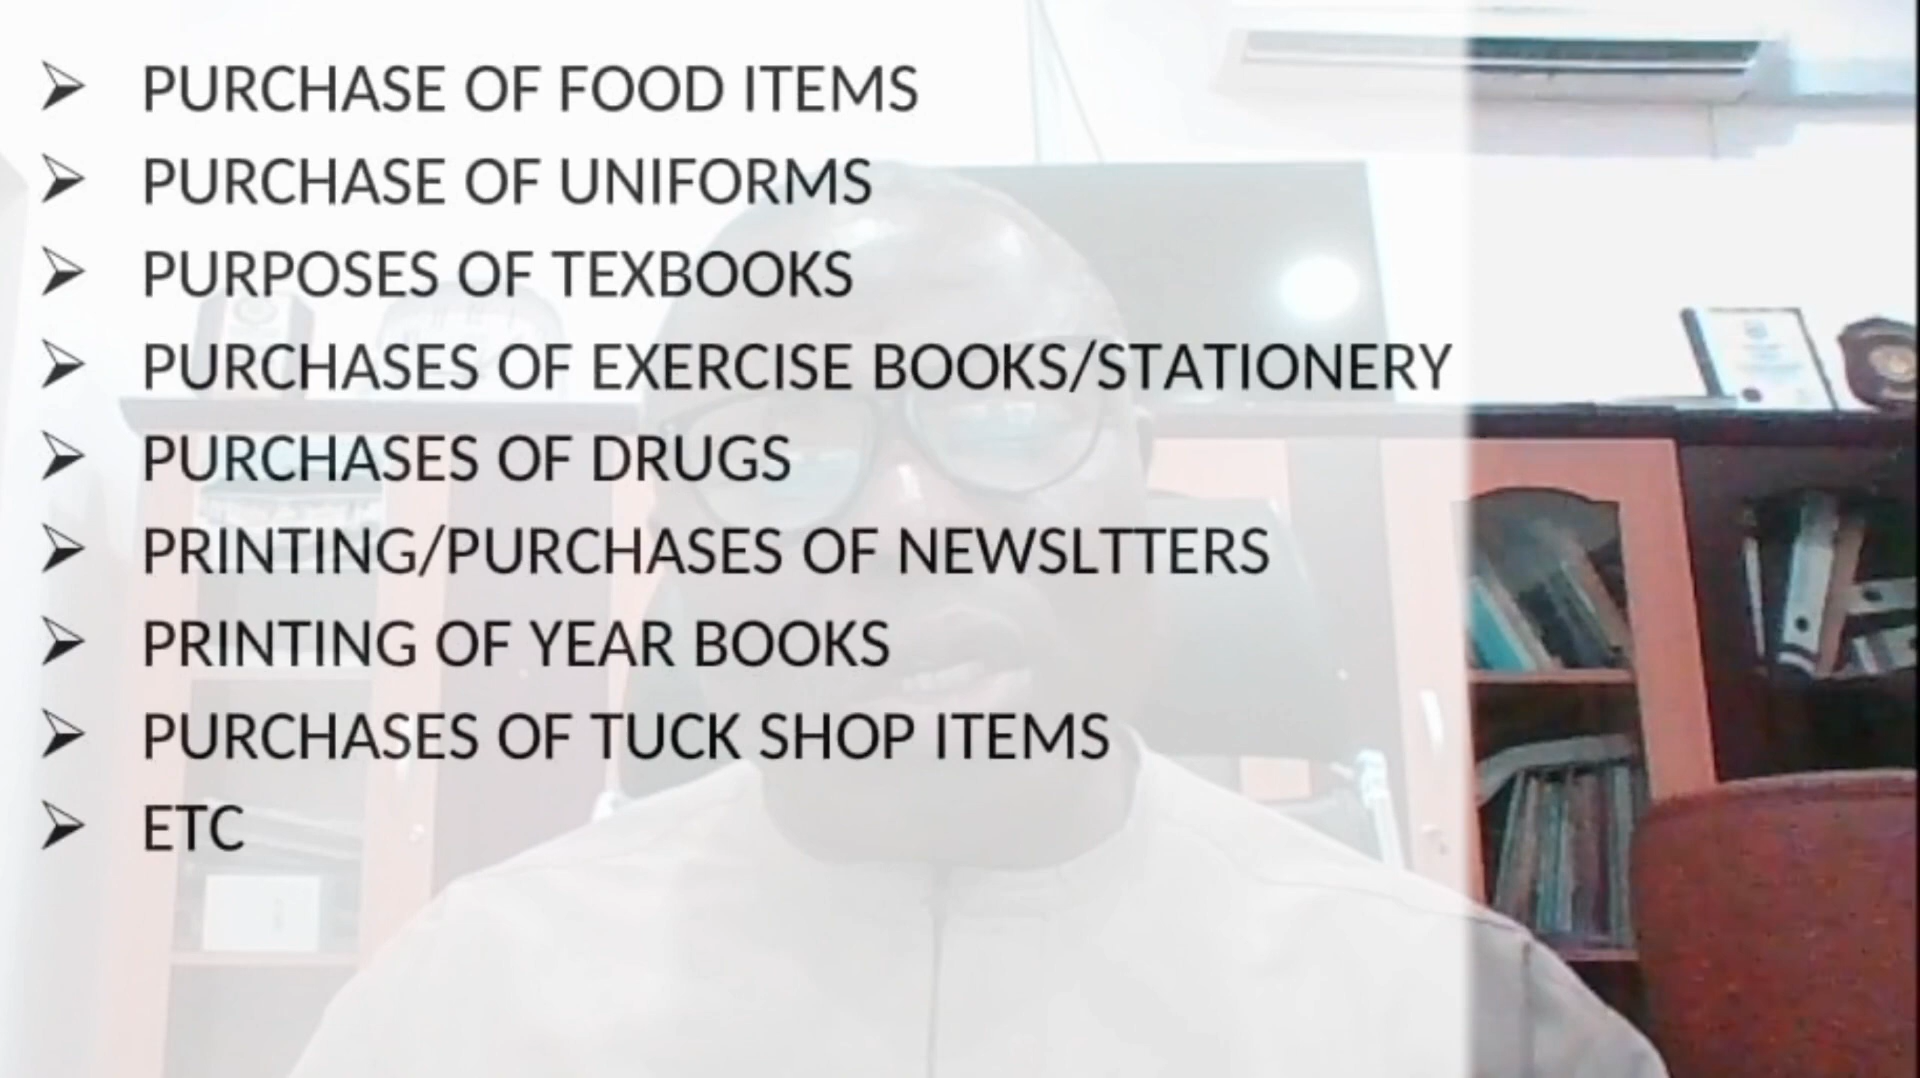 ➢ PURCHASE OF FOOD ITEMS
➢ PURCHASE OF UNIFORMS
➢ PURPOSES OF TEXBOOKS
➢ PURCHASES OF EXERCISE BOOKS/STATIONERY
➢ PURCHASES OF DRUGS
➢ PRINTING/PURCHASES OF NEWSLTTERS
➢ PRINTING OF YEAR BOOKS
➢ PURCHASES OF TUCK SHOP ITEMS
➢ ETC